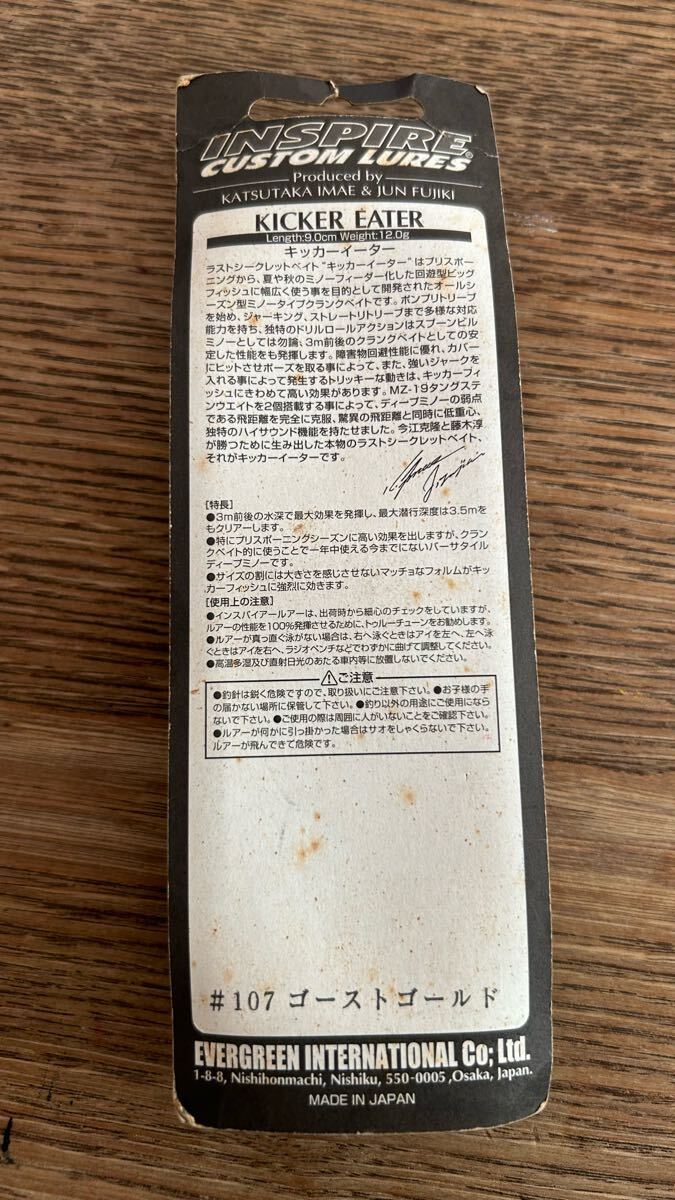 INSPIRE®
CUSTOM LURES
Produced by
KATSUTAKA IMAE & JUN FUJIKI
KICKER EATER
Length:9.0cm Weight:12.0g
キッカーイーター
ラストシークレットベイト"キッカーイーター"はプリスポー
ニングから、夏や秋のミノーフィーダー化した回遊型ビッグ
フィッシュに幅広く使う事を目的として開発されたオールシ
ーズン型ミノータイプクランクベイトです。ポンプリトリーブ
を始め、ジャーキング、ストレートリトリーブまで多様な対応
能力を持ち、独特のドリルロールアクションはスプーンビル
ミノーとしては勿論、3m前後のクランクベイトとしての安
定した性能をも発揮します。障害物回避性能に優れ、カバー
にヒットさせポーズを取る事によって、また、強いジャークを
入れる事によって発生するトリッキーな動きは、キッカーフィ
ッシュにきわめて高い効果があります。MZ-19タングステ
ンウエイトを2個搭載する事によって、ディープミノーの弱点
である飛距離を完全に克服、驚異の飛距離と同時に低重心、
独特のハイサウンド機能を持たせました。今江克隆と藤木淳
が勝つために生み出した本物のラストシークレットベイト、
それがキッカーイーターです。
[特長]
●3m前後の水深で最大効果を発揮し、最大潜行深度は3.5mを
もクリアーします。
●特にプリスポーニングシーズンに高い効果を出しますが、クラン
クベイト的に使うことで一年中使える今までにないバーサタイル
ディープミノーです。
●サイズの割には大きさを感じさせないマッチョなフォルムがキッ
カーフィッシュに強烈に効きます。
[使用上の注意]
●インスパイアールアーは、出荷時から細心のチェックをしていますが、
ルアーの性能を100%発揮させるために、トゥルーチューンをお勧めします。
●ルアーが真っ直ぐ泳がない場合は、右へ泳ぐときはアイを左へ、左へ泳
ぐときはアイを右へ、ラジオペンチなどでわずかに曲げて調整してください。
●高温多湿及び直射日光のあたる車内等に放置しないでください。
⚠ご注意
●釣針は鋭く危険ですので、取り扱いにご注意下さい。●お子様の手
の届かない場所に保管して下さい。●釣り以外の用途にご使用になら
ないで下さい。●ご使用の際は周囲に人がいないことをご確認下さい。
●ルアーが何かに引っ掛かった場合はサオをしゃくらないで下さい。
ルアーが飛んできて危険です。
#107 ゴーストゴールド
EVERGREEN INTERNATIONAL Co; Ltd.
1-8-8, Nishihonmachi, Nishiku, 550-0005 ,Osaka, Japan.
MADE IN JAPAN